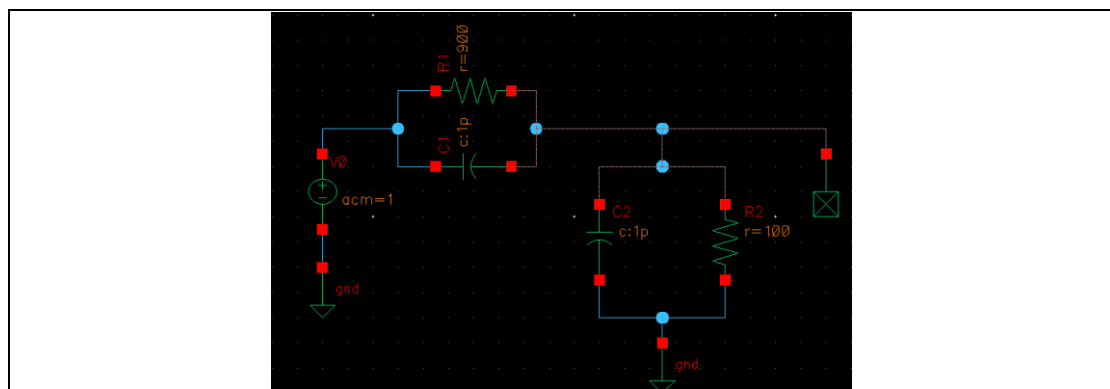 R1
r=900
C1
c:1p
V0
acm=1
gnd
C2
c:1p
R2
r=100
gnd